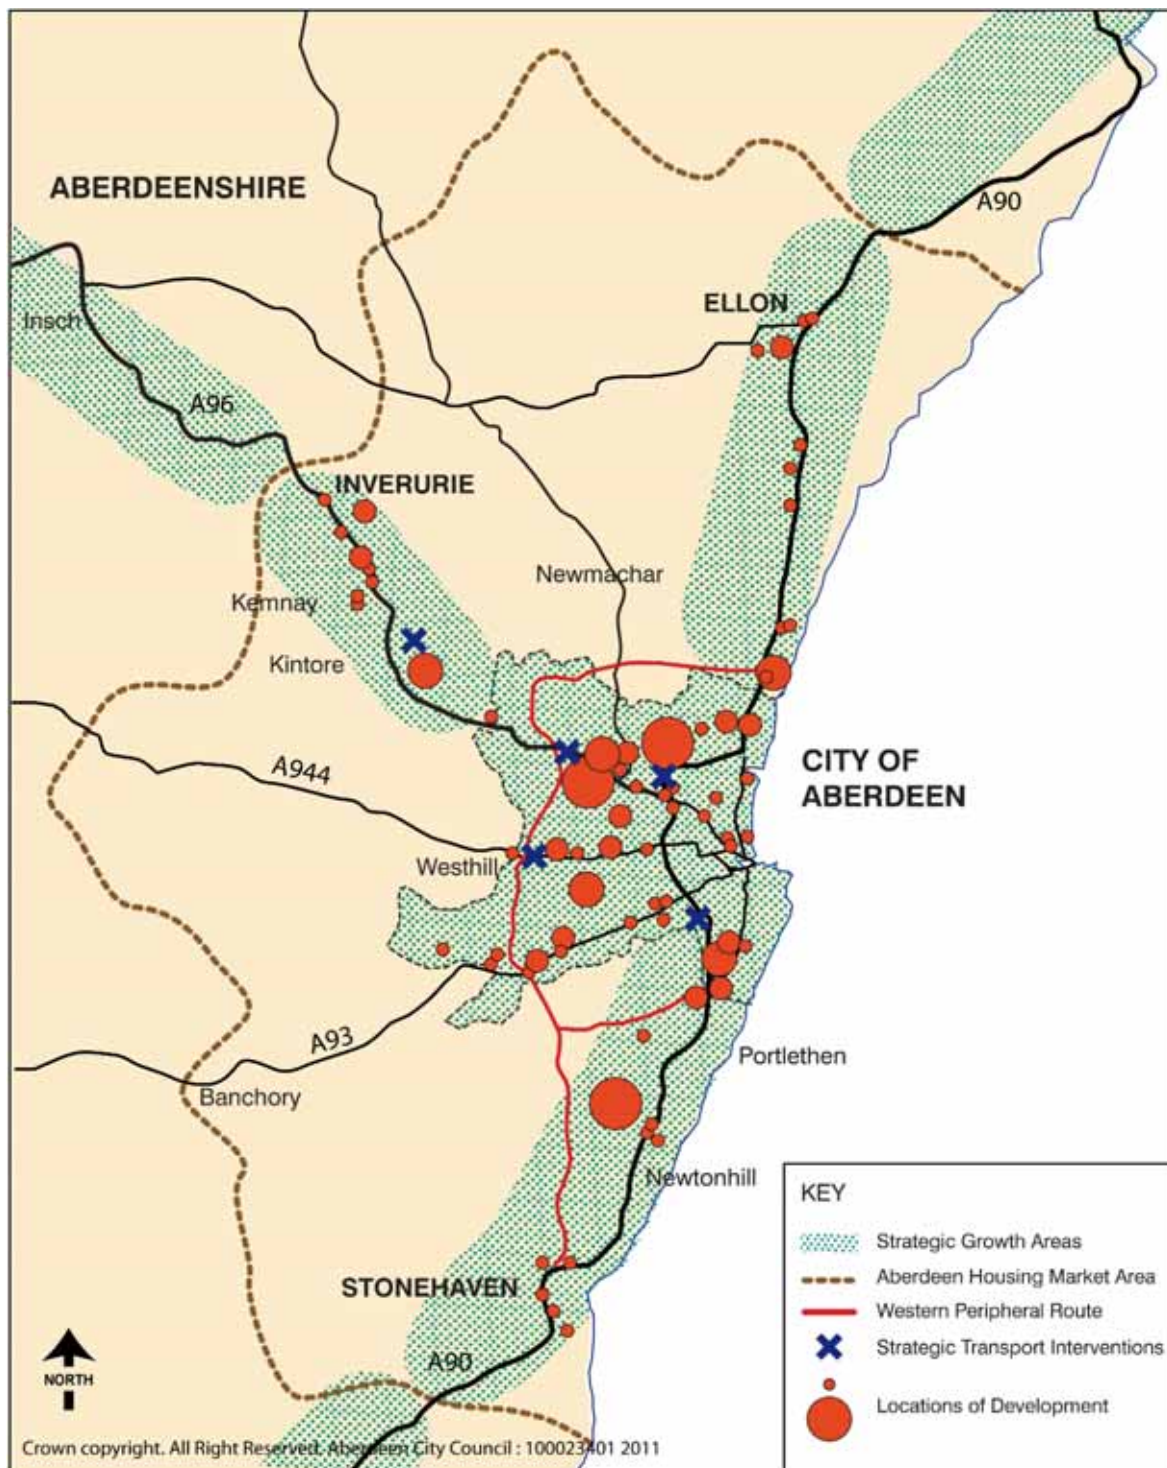 ABERDEENSHIRE
A90
ELLON
Insch
A96
INVERURIE
Newmachar
Kemnay
Kintore
CITY OF
ABERDEEN
A944
Westhill
A93
Portlethen
Banchory
Newtonhill
STONEHAVEN
A90
NORTH
KEY
Strategic Growth Areas
Aberdeen Housing Market Area
Western Peripheral Route
Strategic Transport Interventions
Locations of Development
Crown copyright. All Right Reserved. Aberdeen City Council : 100023401 2011